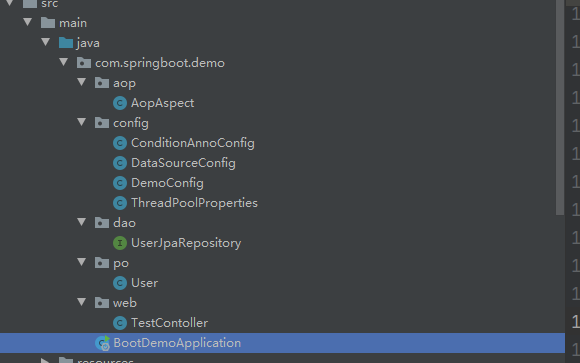 src
main
java
com.springboot.demo
aop
AopAspect
config
ConditionAnnoConfig
DataSourceConfig
DemoConfig
ThreadPoolProperties
dao
UserJpaRepository
po
User
web
TestContoller
BootDemoApplication
resources